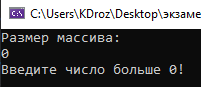 C:\Users\KDroz\Desktop\экзаме
Размер массива:
0
Введите число больше 0!